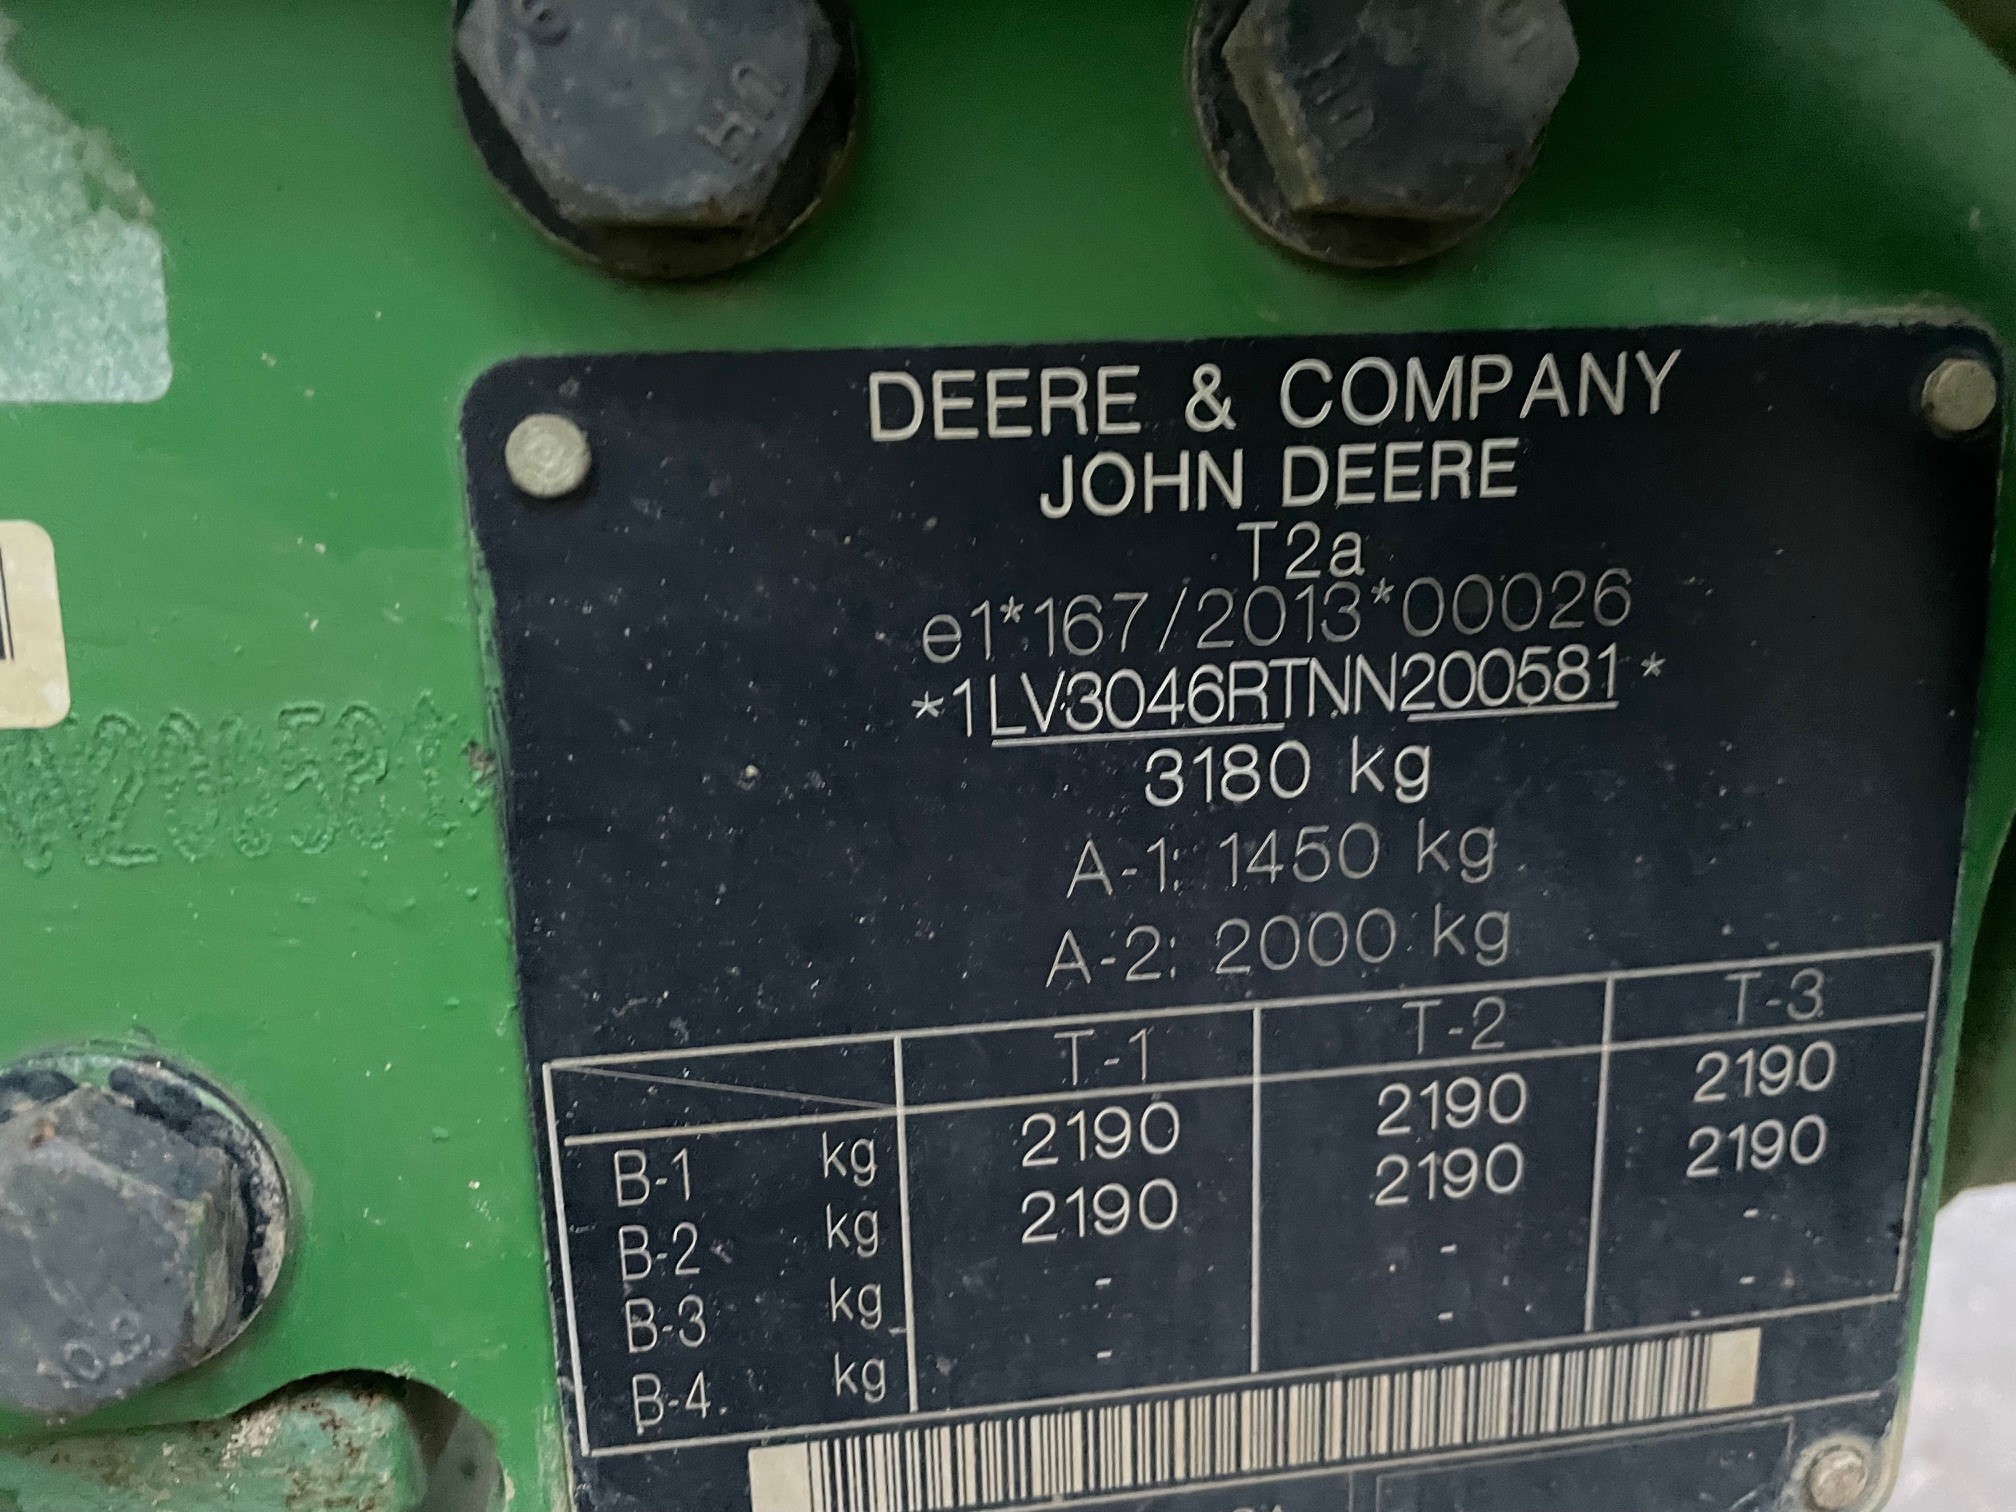 DEERE & COMPANY
JOHN DEERE
T2a
e1*167/2013*00026
*1LV3046RTNN200581*
3180 kg
A-1: 1450 kg
A-2: 2000 kg
T-1 T-2 T-3
B-1 kg 2190 2190 2190
B-2 kg 2190 2190 2190
B-3 kg - - -
B-4 kg - - -